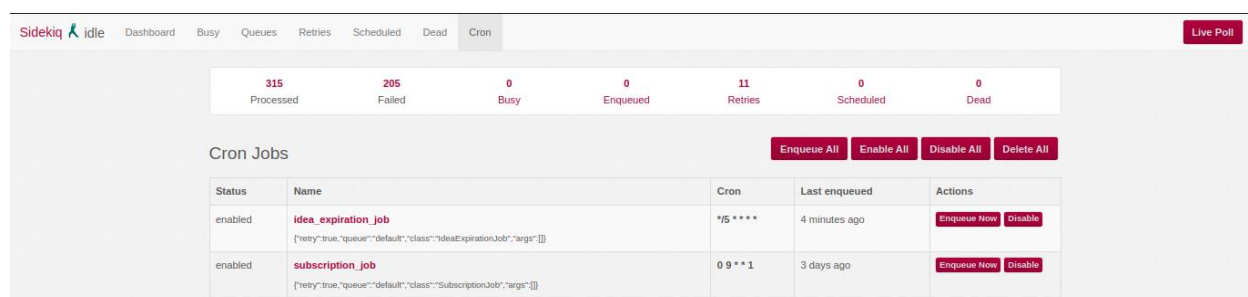 Sidekiq idle Dashboard Busy Queues Retries Scheduled Dead Cron Live Poll
315 205 0 0 11 0 0
Processed Failed Busy Enqueued Retries Scheduled Dead
Cron Jobs Enqueue All Enable All Disable All Delete All
Status Name Cron Last enqueued Actions
enabled idea_expiration_job */5 * * * * 4 minutes ago Enqueue Now Disable
{"retry":true,"queue":"default","class":"IdeaExpirationJob","args":[]}
enabled subscription_job 0 9 * * 1 3 days ago Enqueue Now Disable
{"retry":true,"queue":"default","class":"SubscriptionJob","args":[]}